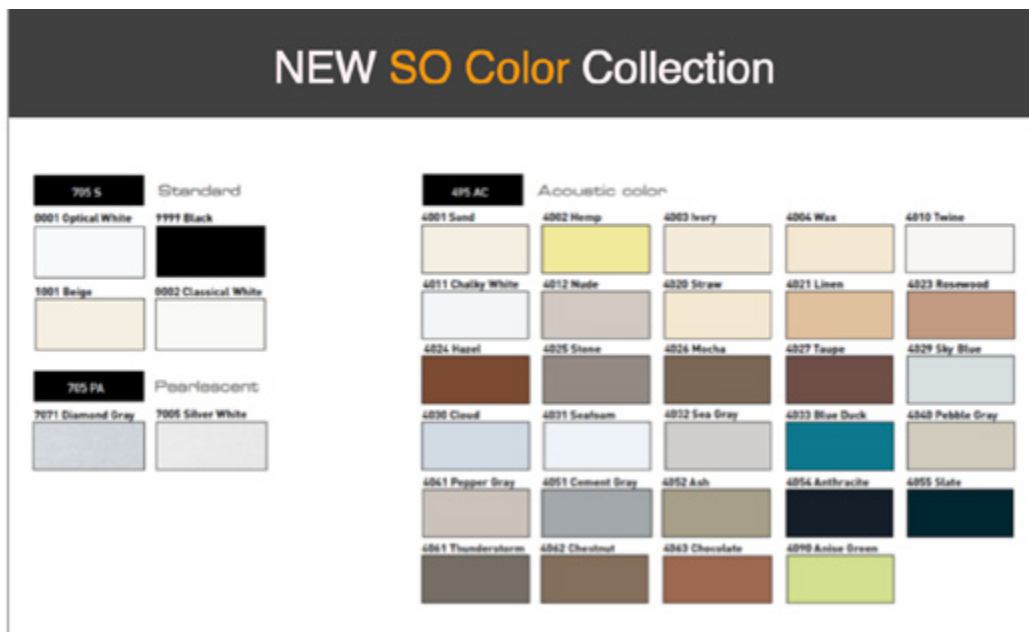 NEW SO Color Collection
705 S Standard
0001 Optical White 9999 Black
1001 Beige 0002 Classical White
705 PA Pearlescent
7071 Diamond Gray 7005 Silver White
495 AC Acoustic color
4001 Sand 4002 Hemp 4003 Ivory 4004 Wax 4010 Twine
4011 Chalky White 4012 Nude 4020 Straw 4021 Linen 4023 Rosewood
4024 Hazel 4025 Stone 4026 Mocha 4027 Taupe 4029 Sky Blue
4030 Cloud 4031 Seafoam 4032 Sea Gray 4033 Blue Duck 4040 Pebble Gray
4041 Pepper Gray 4051 Cement Gray 4052 Ash 4054 Anthracite 4055 Slate
4061 Thunderstorm 4062 Chestnut 4063 Chocolate 4090 Anise Green